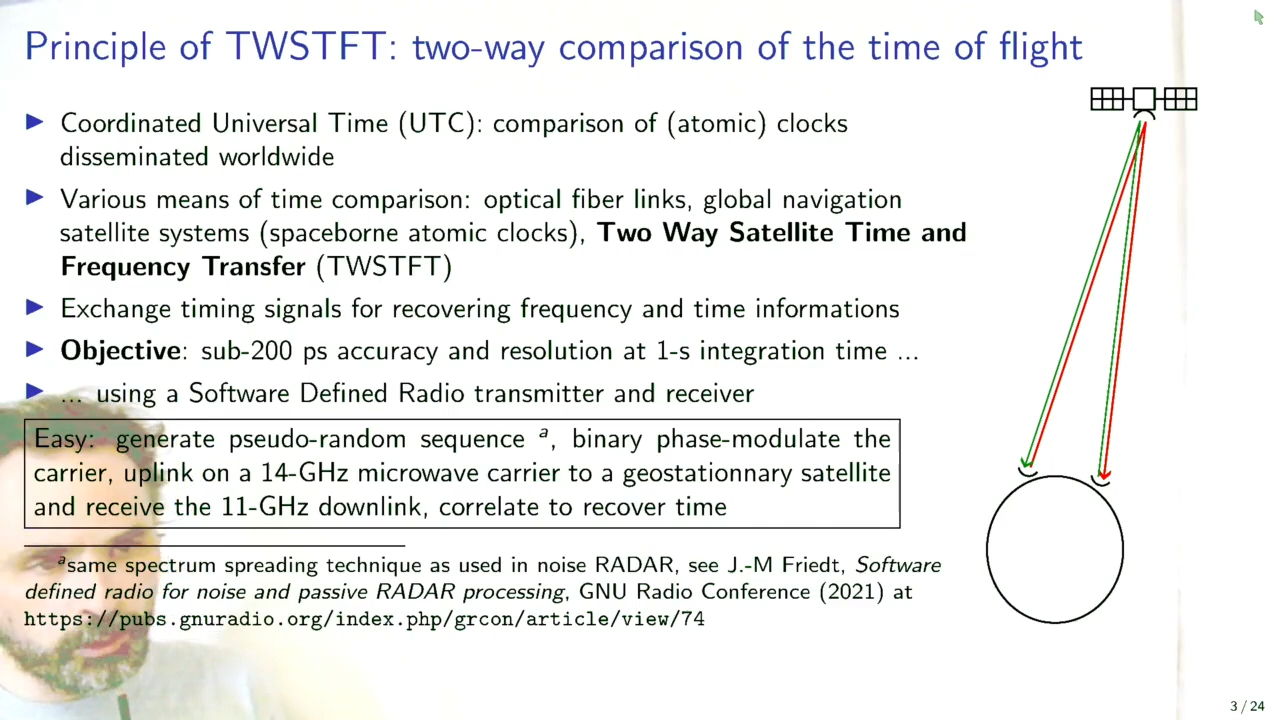 Principle of TWSTFT: two-way comparison of the time of flight
▶ Coordinated Universal Time (UTC): comparison of (atomic) clocks
disseminated worldwide
▶ Various means of time comparison: optical fiber links, global navigation
satellite systems (spaceborne atomic clocks), Two Way Satellite Time and
Frequency Transfer (TWSTFT)
▶ Exchange timing signals for recovering frequency and time informations
▶ Objective: sub-200 ps accuracy and resolution at 1-s integration time ...
▶ ... using a Software Defined Radio transmitter and receiver
Easy: generate pseudo-random sequence a, binary phase-modulate the
carrier, uplink on a 14-GHz microwave carrier to a geostationnary satellite
and receive the 11-GHz downlink, correlate to recover time
a same spectrum spreading technique as used in noise RADAR, see J.-M Friedt, Software
defined radio for noise and passive RADAR processing, GNU Radio Conference (2021) at
https://pubs.gnuradio.org/index.php/grcon/article/view/74
3 / 24